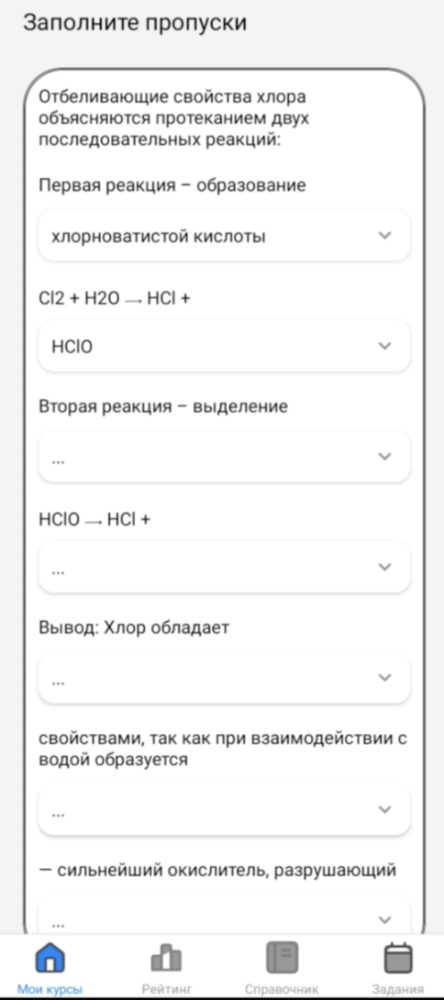 Заполните пропуски
Отбеливающие свойства хлора
объясняются протеканием двух
последовательных реакций:
Первая реакция – образование
хлорноватистой кислоты
Cl2 + H2O → HCl +
HClO
Вторая реакция – выделение
...
HClO → HCl +
...
Вывод: Хлор обладает
...
свойствами, так как при взаимодействии с
водой образуется
...
— сильнейший окислитель, разрушающий
...
Мои курсы
Рейтинг
Справочник
Задания